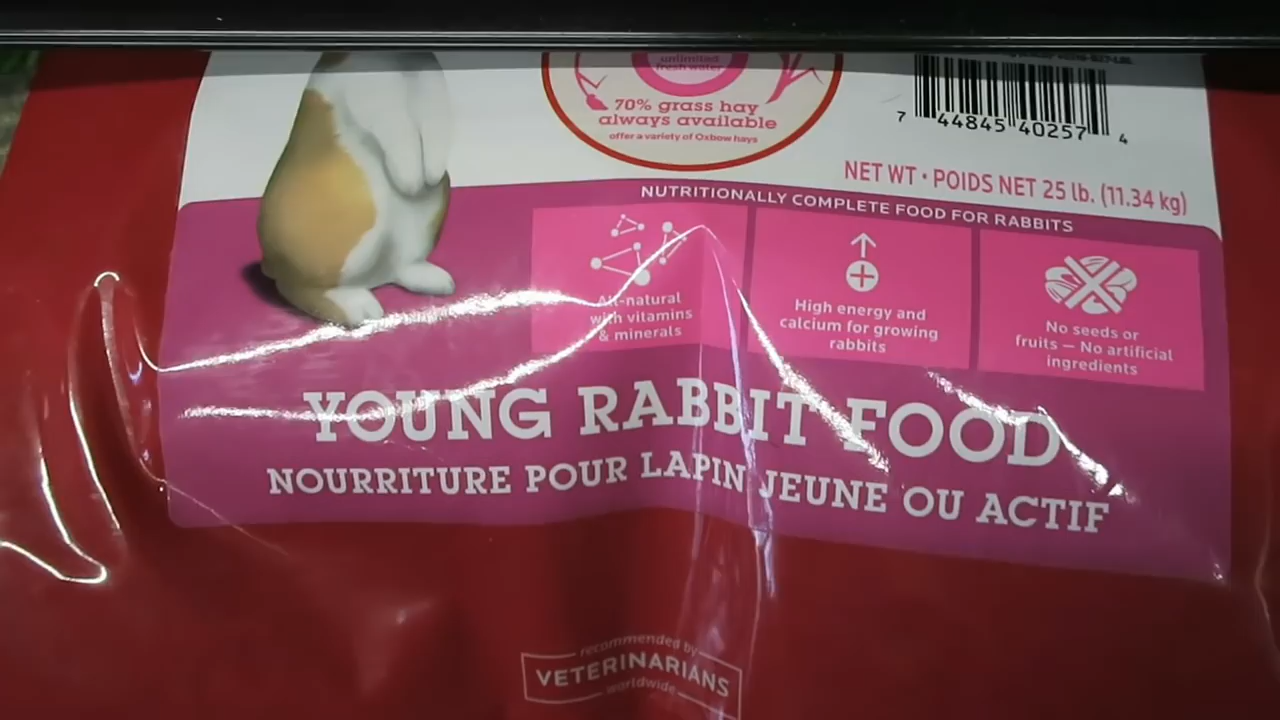 unlimited
fresh water
70% grass hay
always available
offer a variety of Oxbow hays
7 44845 40257 4
NET WT • POIDS NET 25 lb. (11.34 kg)
NUTRITIONALLY COMPLETE FOOD FOR RABBITS
All-natural
with vitamins
& minerals
High energy and
calcium for growing
rabbits
No seeds or
fruits — No artificial
ingredients
YOUNG RABBIT FOOD
NOURRITURE POUR LAPIN JEUNE OU ACTIF
recommended by
VETERINARIANS
worldwide